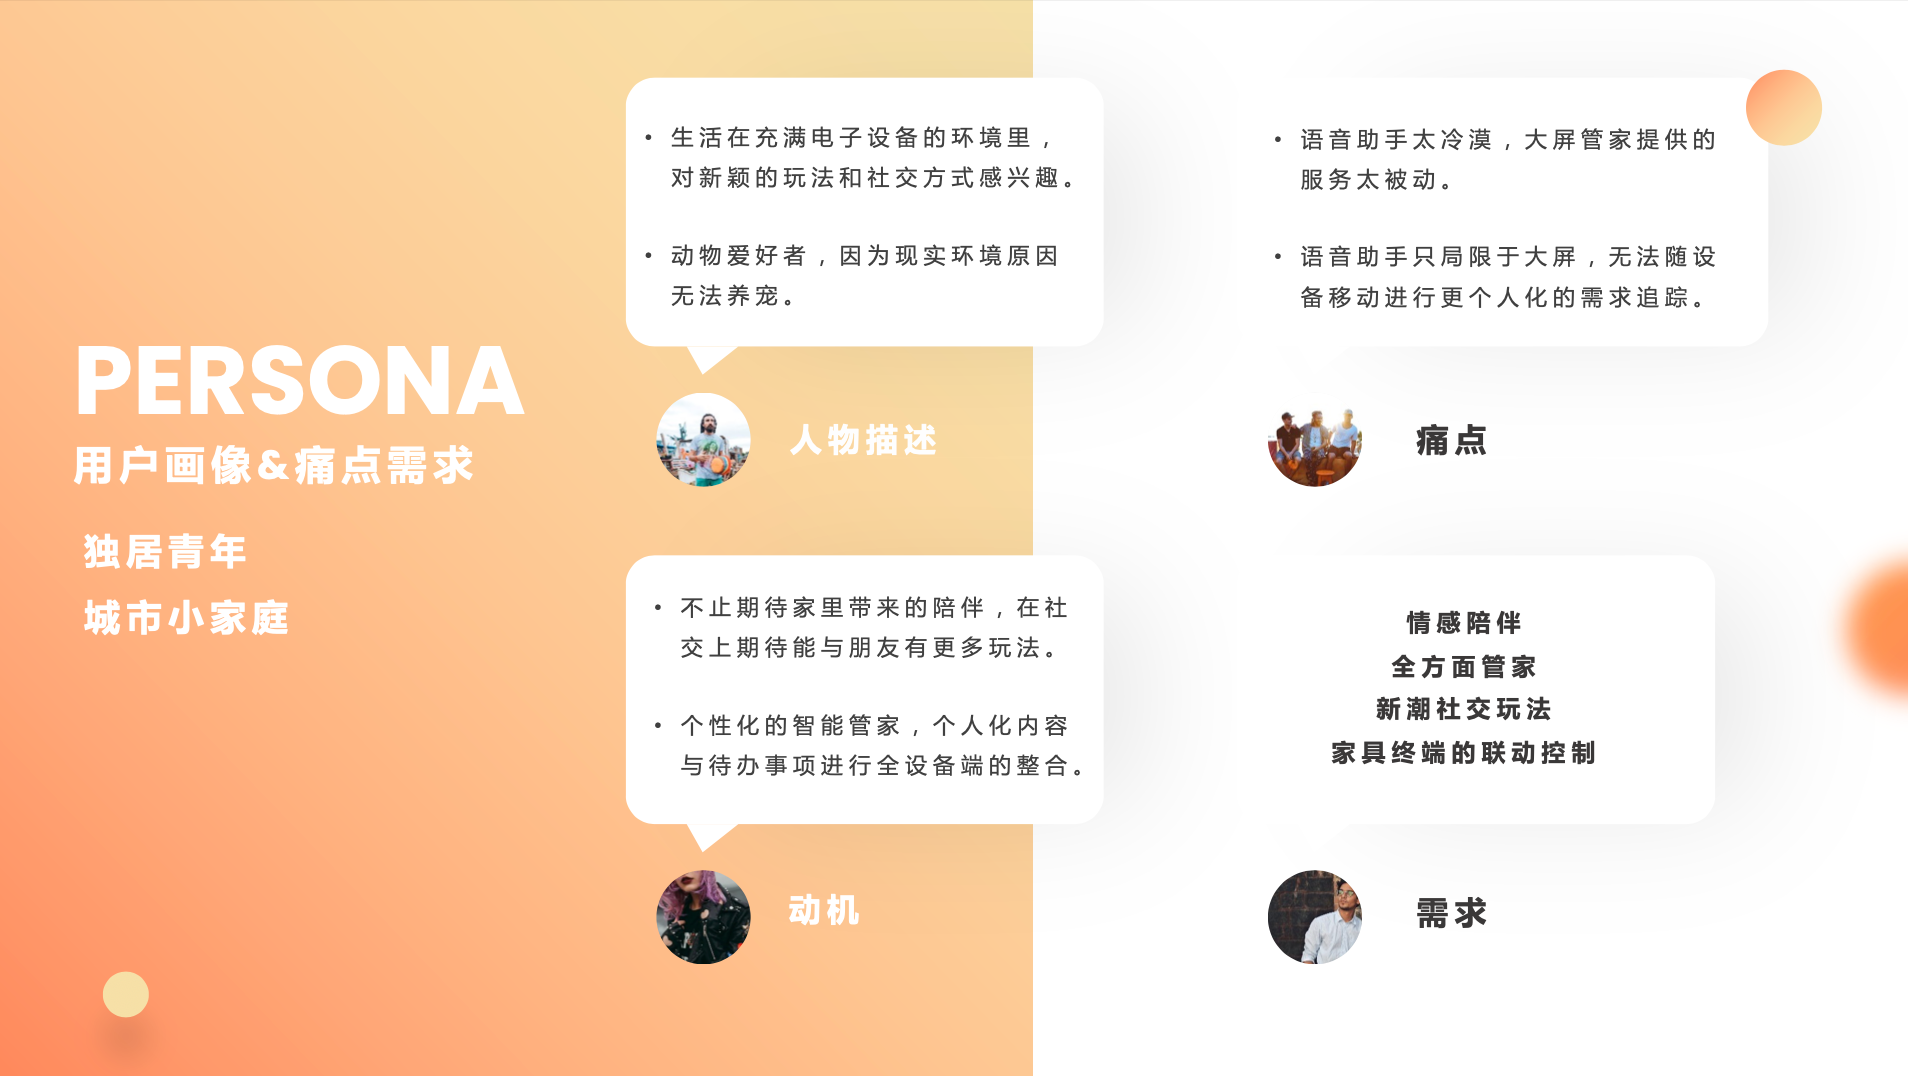 PERSONA
用户画像&痛点需求
独居青年
城市小家庭
• 生活在充满电子设备的环境里，
对新颖的玩法和社交方式感兴趣。
• 动物爱好者，因为现实环境原因
无法养宠。
人物描述
• 语音助手太冷漠，大屏管家提供的
服务太被动。
• 语音助手只局限于大屏，无法随设
备移动进行更个人化的需求追踪。
痛点
• 不止期待家里带来的陪伴，在社
交上期待能与朋友有更多玩法。
• 个性化的智能管家，个人化内容
与待办事项进行全设备端的整合。
动机
情感陪伴
全方面管家
新潮社交玩法
家具终端的联动控制
需求